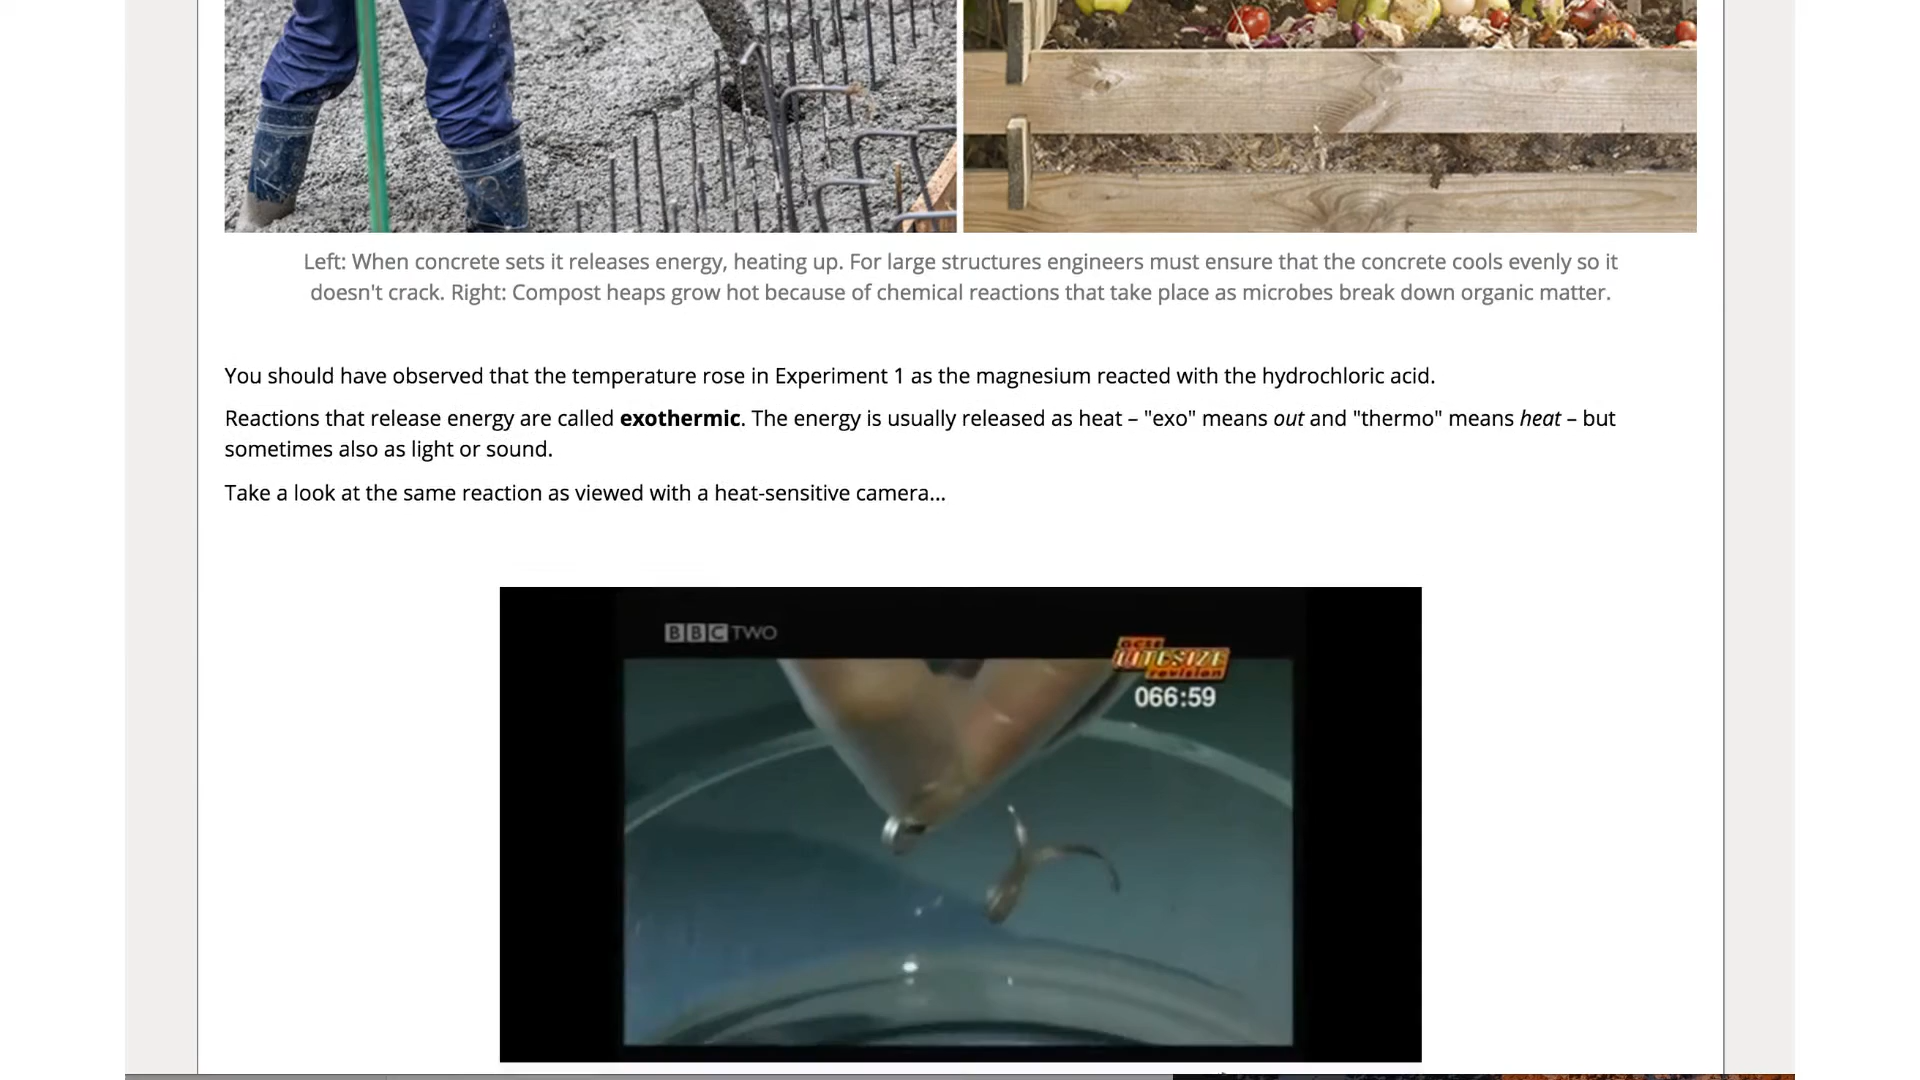 Left: When concrete sets it releases energy, heating up. For large structures engineers must ensure that the concrete cools evenly so it
doesn't crack. Right: Compost heaps grow hot because of chemical reactions that take place as microbes break down organic matter.
You should have observed that the temperature rose in Experiment 1 as the magnesium reacted with the hydrochloric acid.
Reactions that release energy are called exothermic. The energy is usually released as heat – "exo" means out and "thermo" means heat – but
sometimes also as light or sound.
Take a look at the same reaction as viewed with a heat-sensitive camera...
BBC TWO
GCSE
BITESIZE
revision
066:59